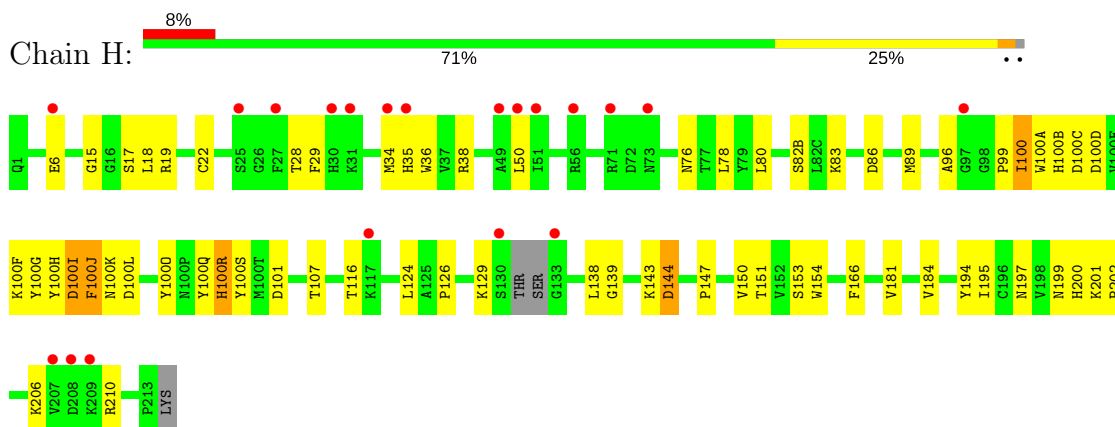 8%
Chain H:
71% 25% ..
Q1 E6 G15 G16 S17 L18 R19 C22 S25 G26 F27 T28 F29 H30 K31 M34 H35 W36 V37 R38 A49 L50 I51 R56 R71 D72 N73 N76 T77 L78 Y79 L80 S82B L82C K83 D86 M89 A96 G97 G98 P99 I100 W100A H100B D100C D100D V100E
K100F Y100G Y100H D100I F100J N100K D100L Y100O N100P Y100Q H100R Y100S M100T D101 T107 T116 K117 L124 A125 P126 K129 S130 THR SER G133 L138 G139 K143 D144 P147 V150 T151 V152 S153 W154 F166 V181 V184 Y194 I195 C196 N197 V198 N199 H200 K201 P202
K206 V207 D208 K209 R210 P213 LYS